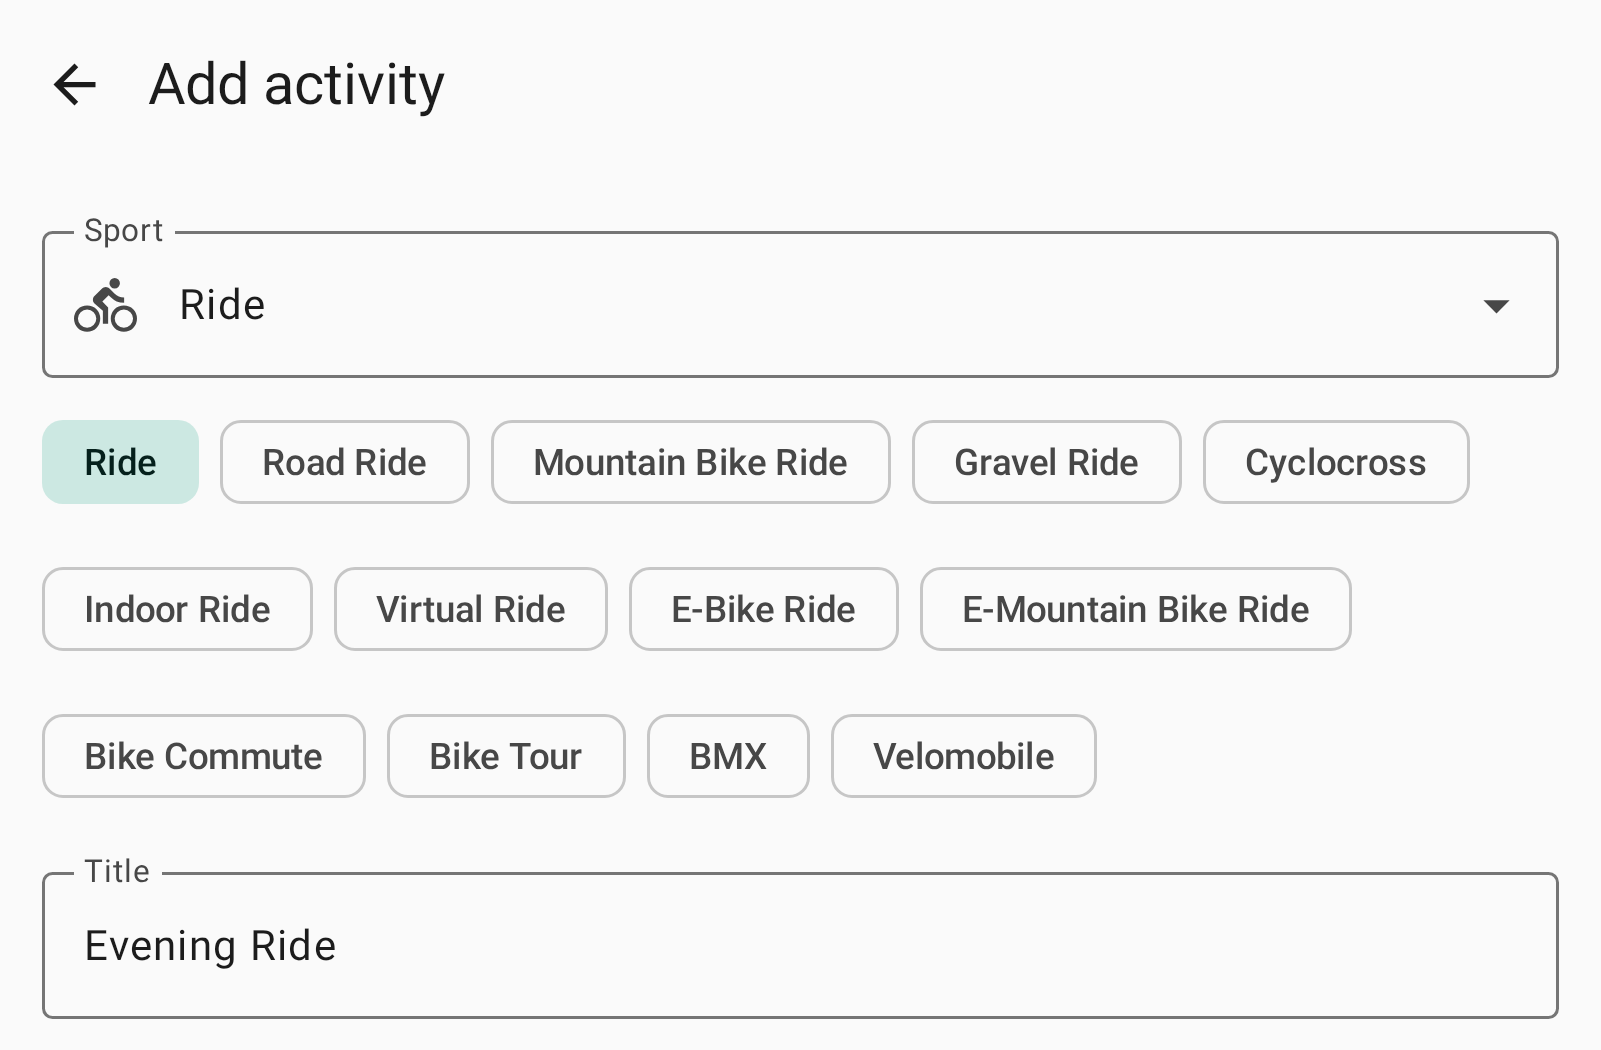 Add activity
Sport
Ride
Ride Road Ride Mountain Bike Ride Gravel Ride Cyclocross
Indoor Ride Virtual Ride E-Bike Ride E-Mountain Bike Ride
Bike Commute Bike Tour BMX Velomobile
Title
Evening Ride